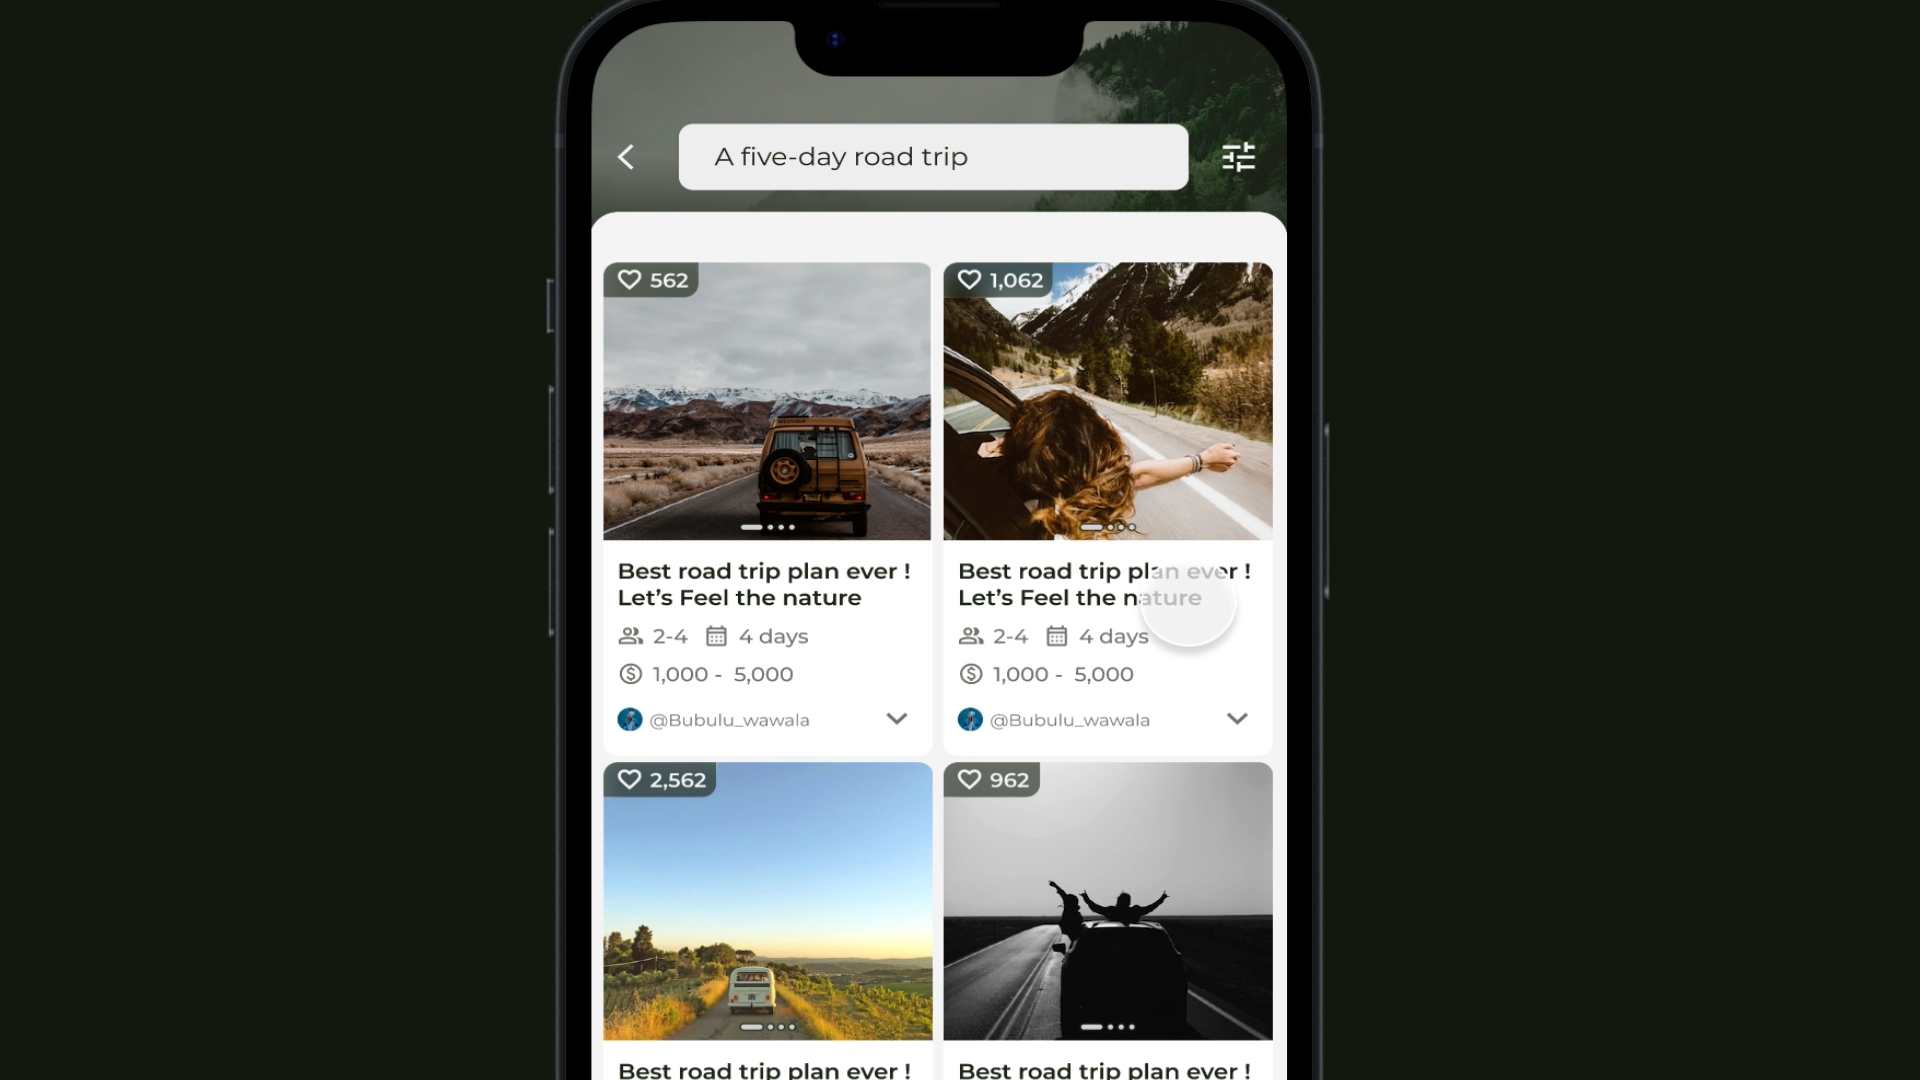 A five-day road trip
562
1,062
Best road trip plan ever !
Let's Feel the nature
2-4 4 days
1,000 - 5,000
@Bubulu_wawala
Best road trip plan ever !
Let's Feel the nature
2-4 4 days
1,000 - 5,000
@Bubulu_wawala
2,562
962
Best road trip plan ever !
Best road trip plan ever !